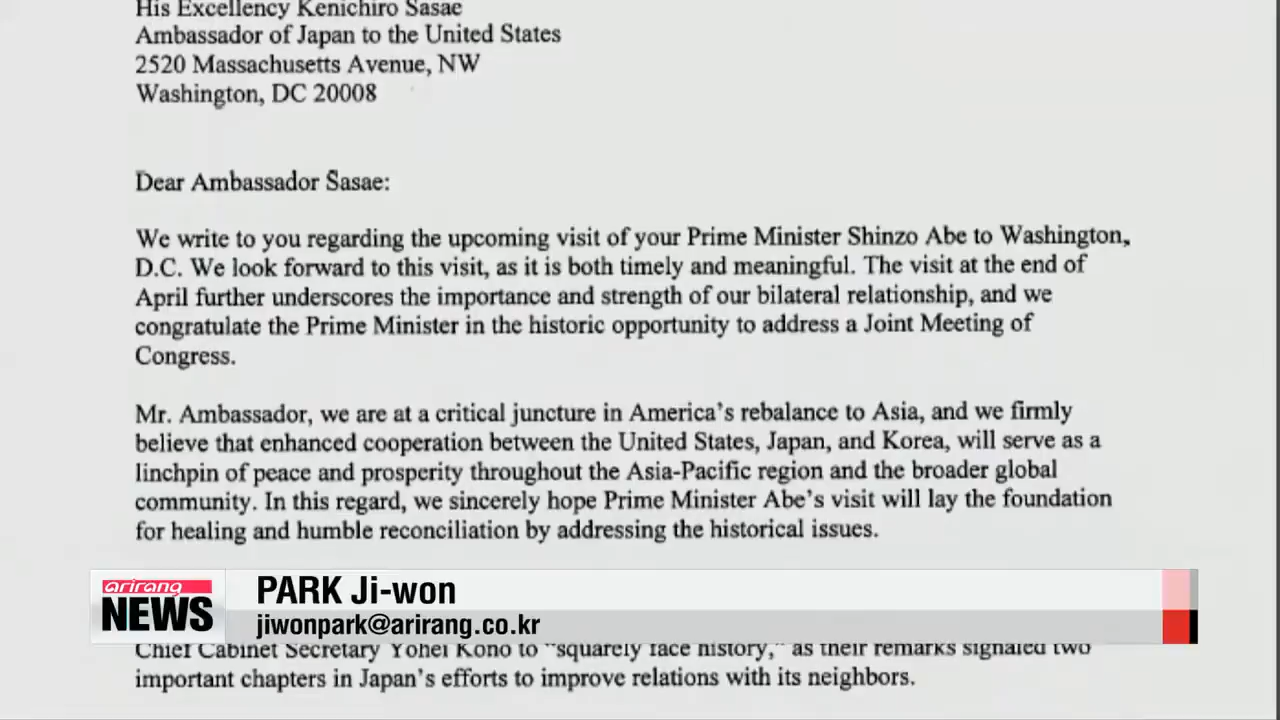 His Excellency Kenichiro Sasae
Ambassador of Japan to the United States
2520 Massachusetts Avenue, NW
Washington, DC 20008
Dear Ambassador Sasae:
We write to you regarding the upcoming visit of your Prime Minister Shinzo Abe to Washington,
D.C. We look forward to this visit, as it is both timely and meaningful. The visit at the end of
April further underscores the importance and strength of our bilateral relationship, and we
congratulate the Prime Minister in the historic opportunity to address a Joint Meeting of
Congress.
Mr. Ambassador, we are at a critical juncture in America's rebalance to Asia, and we firmly
believe that enhanced cooperation between the United States, Japan, and Korea, will serve as a
linchpin of peace and prosperity throughout the Asia-Pacific region and the broader global
community. In this regard, we sincerely hope Prime Minister Abe's visit will lay the foundation
for healing and humble reconciliation by addressing the historical issues.
arirang
NEWS
PARK Ji-won
jiwonpark@arirang.co.kr
Chief Cabinet Secretary Yohei Kono to "squarely face history," as their remarks signaled two
important chapters in Japan's efforts to improve relations with its neighbors.